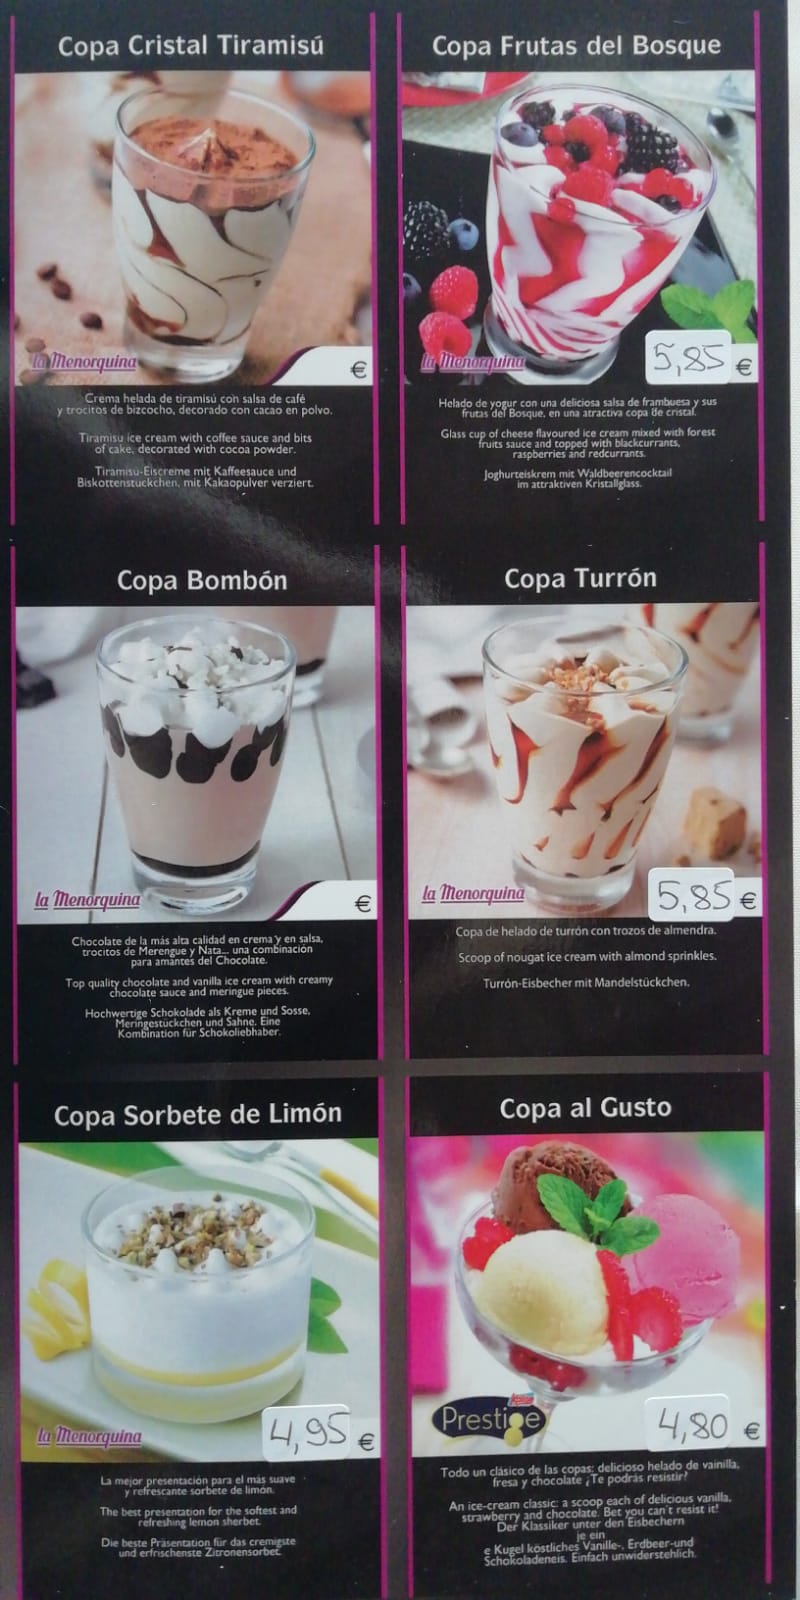 Copa Cristal Tiramisú
la Menorquina
€
Crema helada de tiramisú con salsa de café
y trocitos de bizcocho, decorado con cacao en polvo.
Tiramisu ice cream with coffee sauce and bits
of cake, decorated with cocoa powder.
Tiramisu-Eiscreme mit Kaffeesauce und
Biskottenstückchen, mit Kakaopulver verziert.
Copa Frutas del Bosque
la Menorquina
5,85 €
Helado de yogur con una deliciosa salsa de frambuesa y sus
frutas del Bosque, en una atractiva copa de cristal.
Glass cup of cheese flavoured ice cream mixed with forest
fruits sauce and topped with blackcurrants,
raspberries and redcurrants.
Joghurteiskrem mit Waldbeerencocktail
im attraktiven Kristallglass.
Copa Bombón
la Menorquina
€
Chocolate de la más alta calidad en crema y en salsa,
trocitos de Merengue y Nata... una combinación
para amantes del Chocolate.
Top quality chocolate and vanilla ice cream with creamy
chocolate sauce and meringue pieces.
Hochwertige Schokolade als Kreme und Sosse,
Meringestückchen und Sahne. Eine
Kombination für Schokoliebhaber.
Copa Turrón
la Menorquina
5,85 €
Copa de helado de turrón con trozos de almendra.
Scoop of nougat ice cream with almond sprinkles.
Turrón-Eisbecher mit Mandelstückchen.
Copa Sorbete de Limón
la Menorquina
4,95 €
La mejor presentación para el más suave
y refrescante sorbete de limón.
The best presentation for the softest and
refreshing lemon sherbet.
Die beste Präsentation für das cremigste
und erfrischenste Zitronensorbet.
Copa al Gusto
Prestige
4,80 €
Todo un clásico de las copas: delicioso helado de vainilla,
fresa y chocolate ¿Te podrás resistir?
An ice-cream classic: a scoop each of delicious vanilla,
strawberry and chocolate. Bet you can't resist it!
Der Klassiker unter den Eisbechern
je ein
e Kugel köstliches Vanille-, Erdbeer-und
Schokoladeneis. Einfach unwiderstehlich.